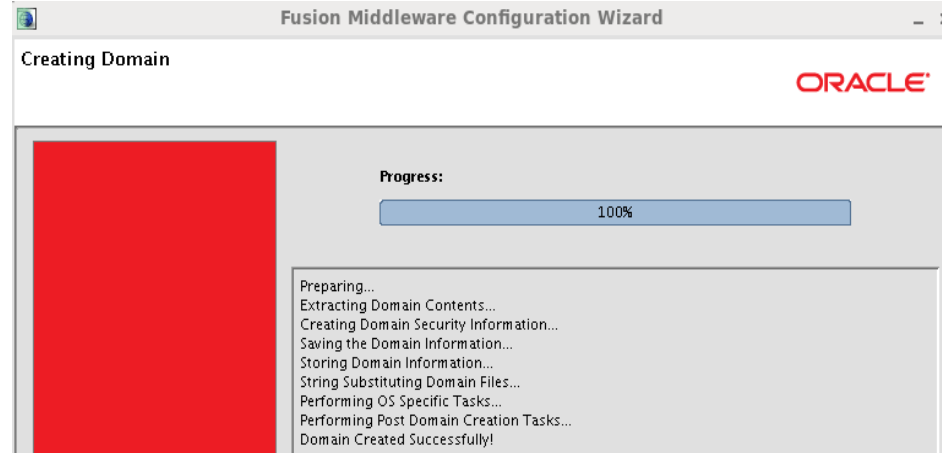 Fusion Middleware Configuration Wizard
Creating Domain
ORACLE
Progress:
100%
Preparing...
Extracting Domain Contents...
Creating Domain Security Information...
Saving the Domain Information...
Storing Domain Information...
String Substituting Domain Files...
Performing OS Specific Tasks...
Performing Post Domain Creation Tasks...
Domain Created Successfully!